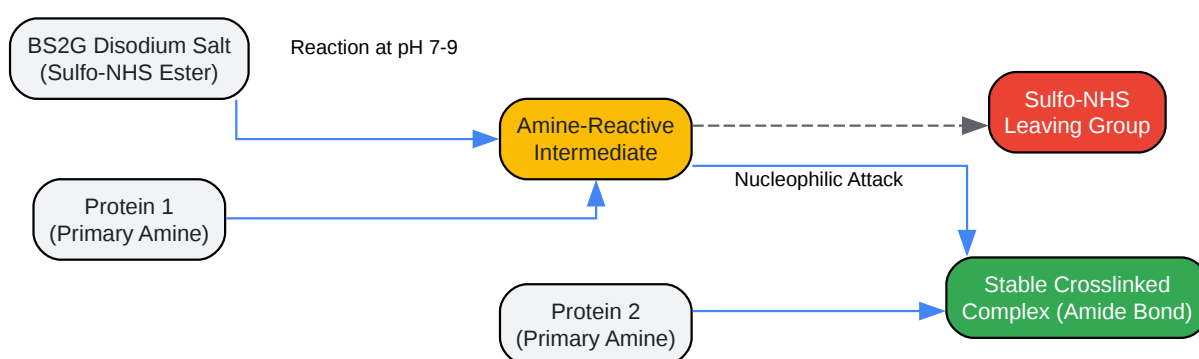 BS2G Disodium Salt
(Sulfo-NHS Ester)
Reaction at pH 7-9
Amine-Reactive
Intermediate
Sulfo-NHS
Leaving Group
Nucleophilic Attack
Protein 1
(Primary Amine)
Stable Crosslinked
Complex (Amide Bond)
Protein 2
(Primary Amine)